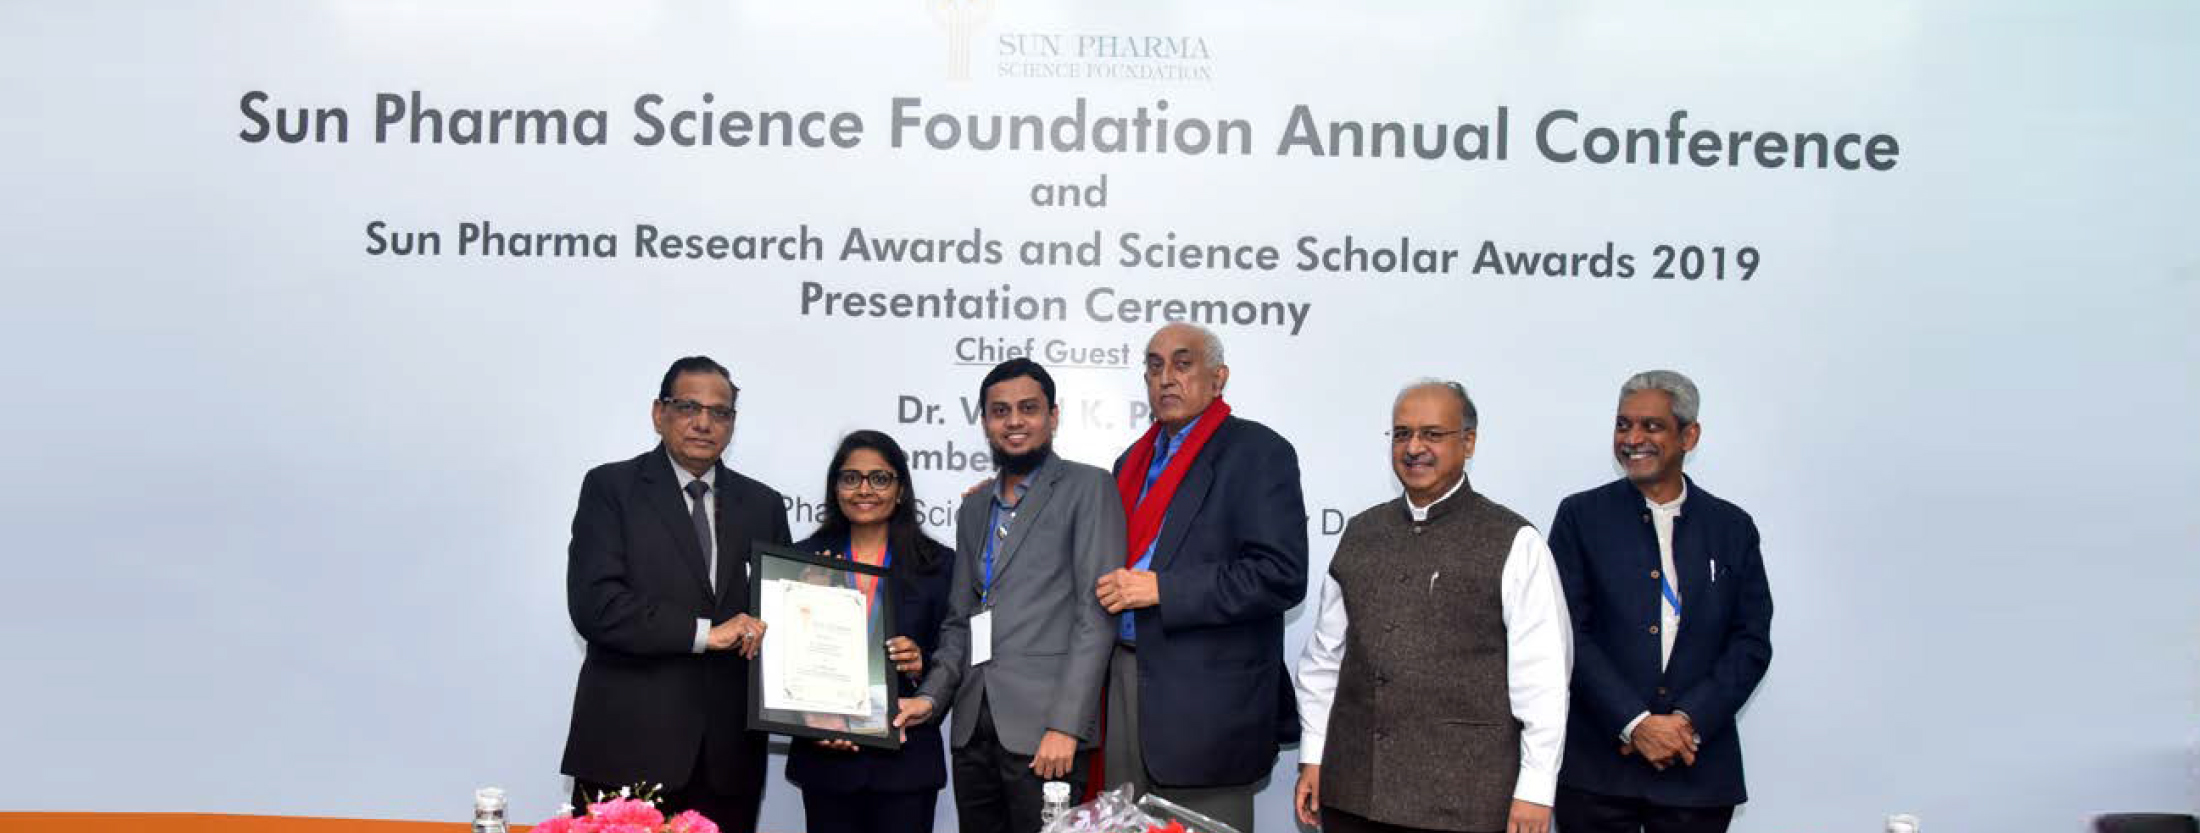 SUN PHARMA
SCIENCE FOUNDATION
Sun Pharma Science Foundation Annual Conference
and
Sun Pharma Research Awards and Science Scholar Awards 2019
Presentation Ceremony
Chief Guest
Dr. K.